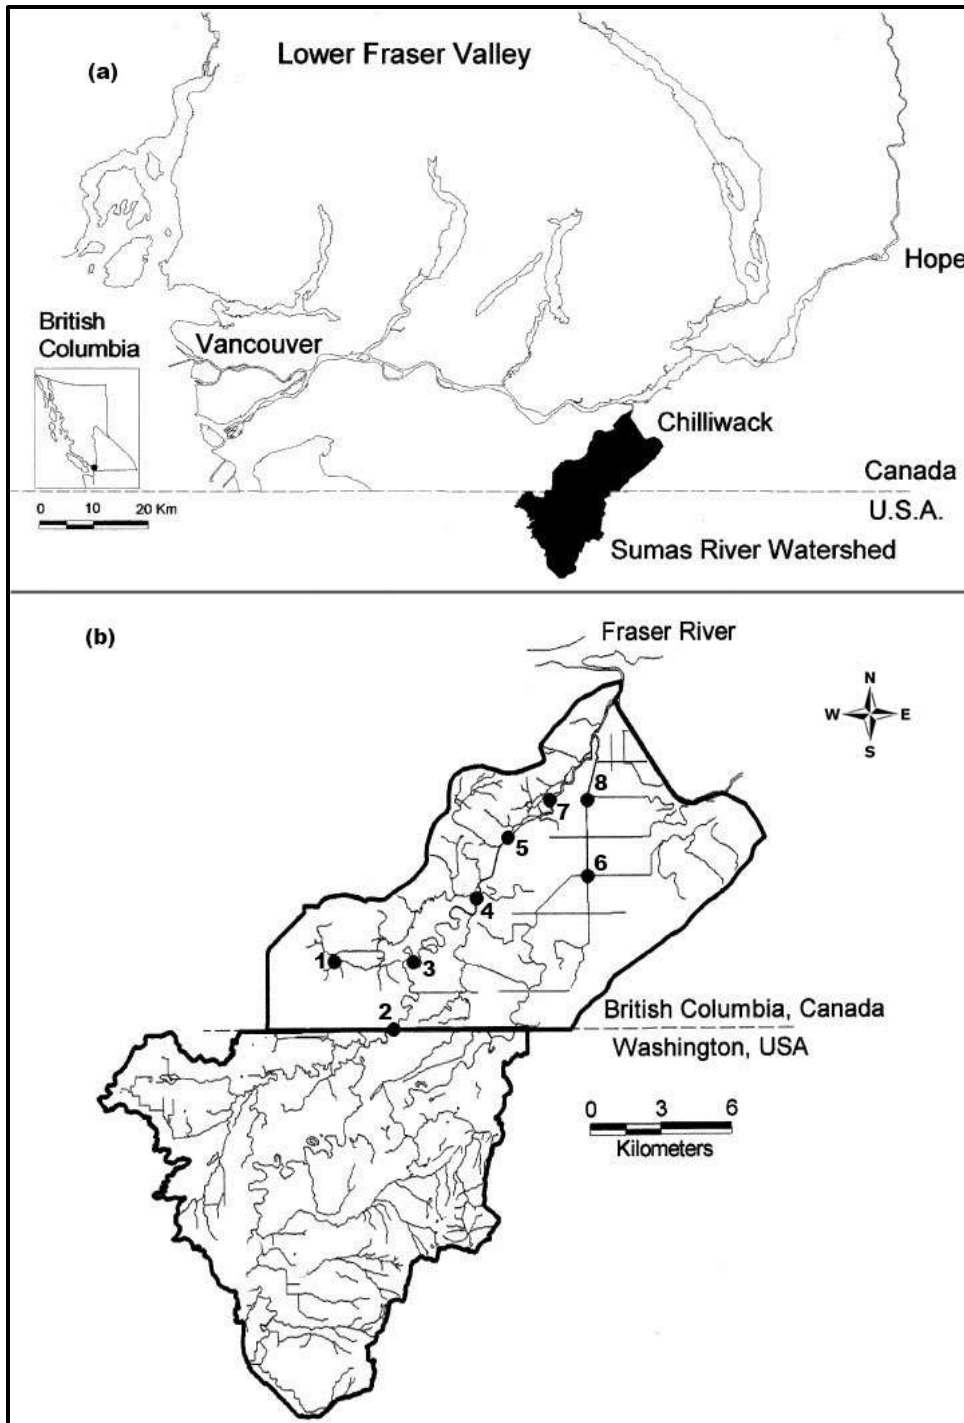 Lower Fraser Valley
(a)
Hope
British
Columbia
Vancouver
Chilliwack
Canada
U.S.A.
0 10 20 Km
Sumas River Watershed
(b)
Fraser River
N
W E
S
8
7
5
6
4
1
3
2
British Columbia, Canada
Washington, USA
0 3 6
Kilometers